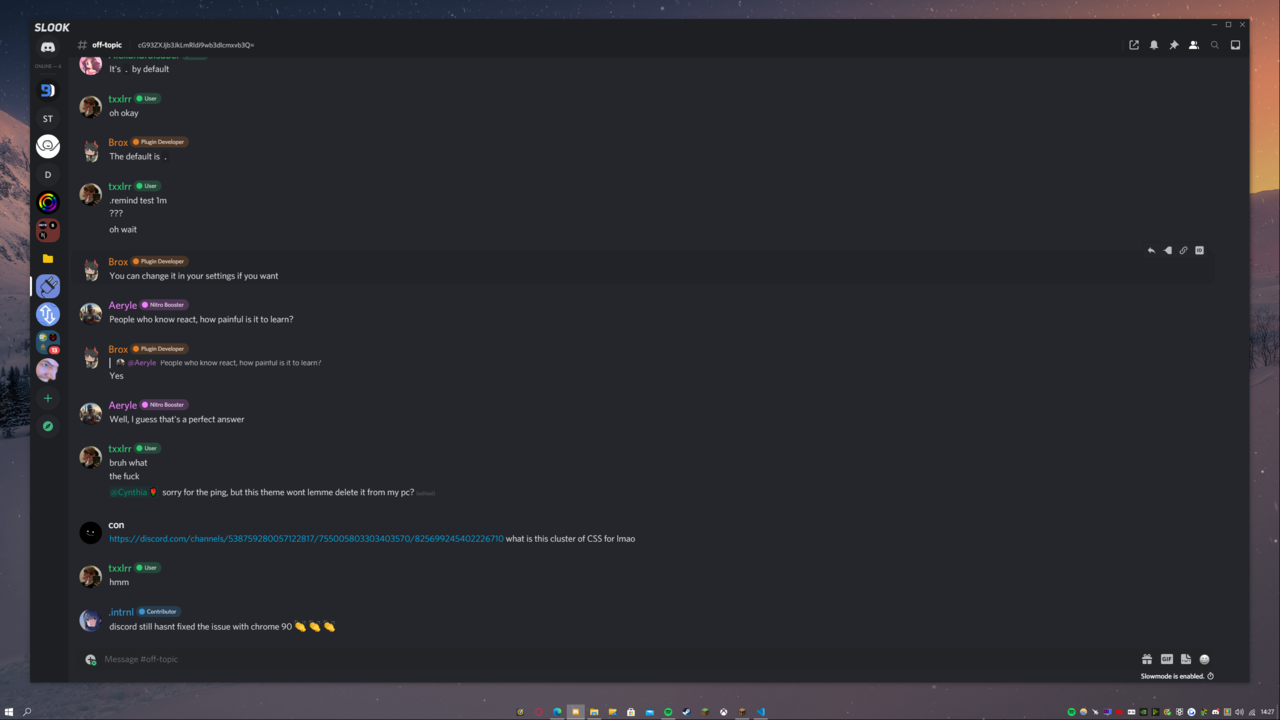 SLOOK
# off-topic
ONLINE — 6
ST
D
13
It's . by default
txxlrr User
oh okay
Brox Plugin Developer
The default is .
txxlrr User
.remind test 1m
???
oh wait
Brox Plugin Developer
You can change it in your settings if you want
Aeryle Nitro Booster
People who know react, how painful is it to learn?
Brox Plugin Developer
@Aeryle People who know react, how painful is it to learn?
Yes
Aeryle Nitro Booster
Well, I guess that's a perfect answer
txxlrr User
bruh what
the fuck
@Cynthia🌹 sorry for the ping, but this theme wont lemme delete it from my pc? (edited)
con
https://discord.com/channels/538759280057122817/755005803303403570/825699245402226710 what is this cluster of CSS for lmao
txxlrr User
hmm
.intrnl Contributor
discord still hasnt fixed the issue with chrome 90 👏 👏 👏
Message #off-topic
GIF
Slowmode is enabled.
14:27